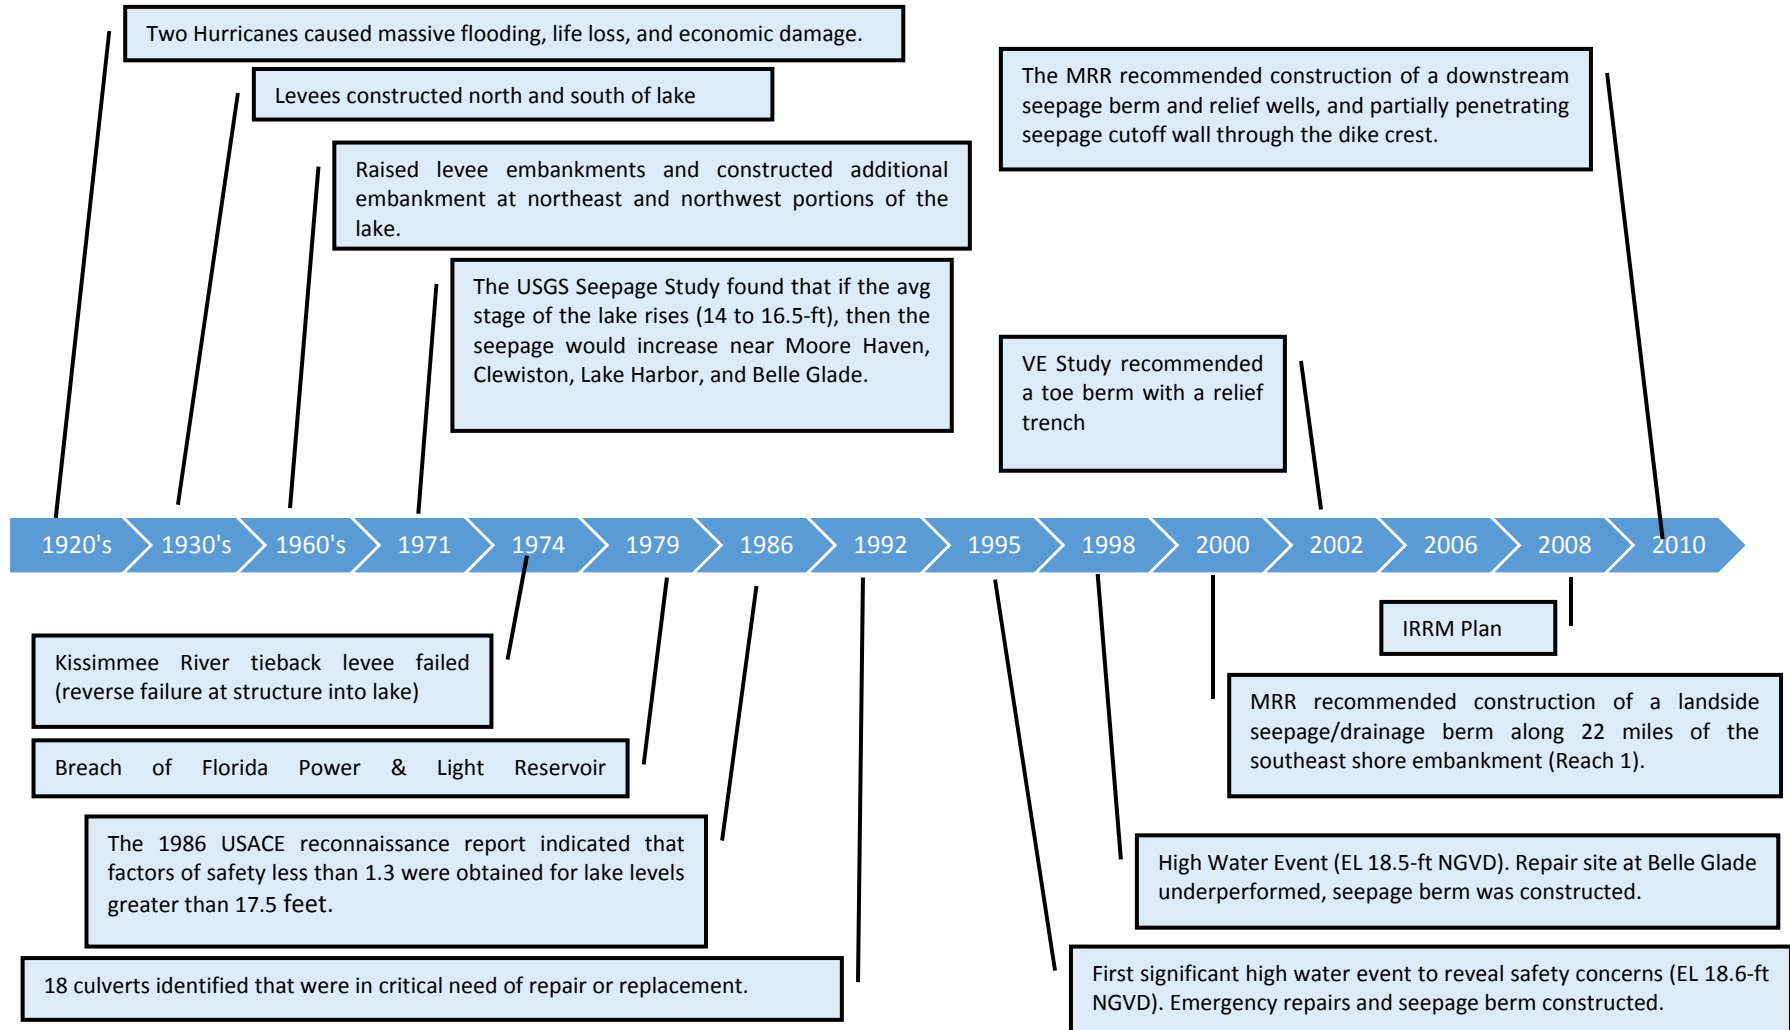 Two Hurricanes caused massive flooding, life loss, and economic damage.
Levees constructed north and south of lake
Raised levee embankments and constructed additional
embankment at northeast and northwest portions of the
lake.
The USGS Seepage Study found that if the avg
stage of the lake rises (14 to 16.5-ft), then the
seepage would increase near Moore Haven,
Clewiston, Lake Harbor, and Belle Glade.
The MRR recommended construction of a downstream
seepage berm and relief wells, and partially penetrating
seepage cutoff wall through the dike crest.
VE Study recommended
a toe berm with a relief
trench
1920's 1930's 1960's 1971 1974 1979 1986 1992 1995 1998 2000 2002 2006 2008 2010
Kissimmee River tieback levee failed
(reverse failure at structure into lake)
Breach of Florida Power & Light Reservoir
The 1986 USACE reconnaissance report indicated that
factors of safety less than 1.3 were obtained for lake levels
greater than 17.5 feet.
18 culverts identified that were in critical need of repair or replacement.
IRRM Plan
MRR recommended construction of a landside
seepage/drainage berm along 22 miles of the
southeast shore embankment (Reach 1).
High Water Event (EL 18.5-ft NGVD). Repair site at Belle Glade
underperformed, seepage berm was constructed.
First significant high water event to reveal safety concerns (EL 18.6-ft
NGVD). Emergency repairs and seepage berm constructed.